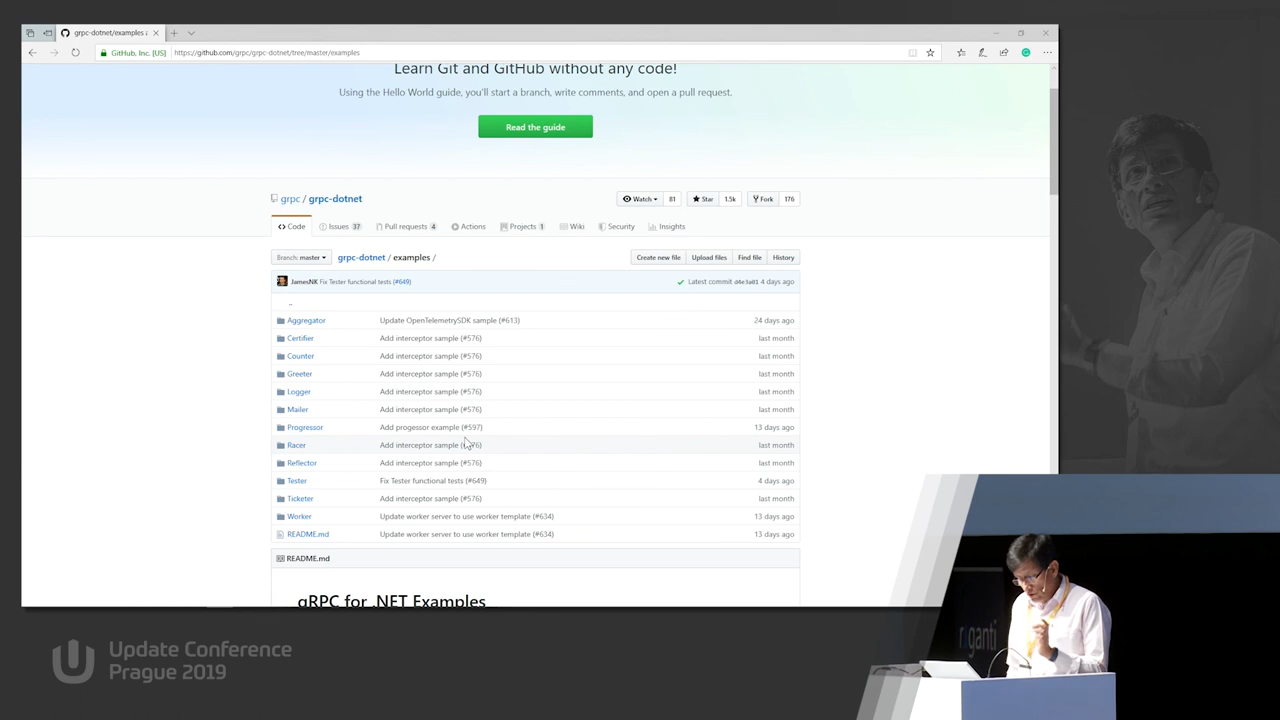 grpc-dotnet/examples a
GitHub, Inc. [US]
https://github.com/grpc/grpc-dotnet/tree/master/examples
Learn Git and GitHub without any code!
Using the Hello World guide, you'll start a branch, write comments, and open a pull request.
Read the guide
grpc / grpc-dotnet
Watch 81 Star 1.5k Fork 176
Code Issues 37 Pull requests 4 Actions Projects 1 Wiki Security Insights
Branch: master grpc-dotnet / examples / Create new file Upload files Find file History
JamesNK Fix Tester functional tests (#649) Latest commit a4e3a81 4 days ago
..
Aggregator Update OpenTelemetrySDK sample (#613) 24 days ago
Certifier Add interceptor sample (#576) last month
Counter Add interceptor sample (#576) last month
Greeter Add interceptor sample (#576) last month
Logger Add interceptor sample (#576) last month
Mailer Add interceptor sample (#576) last month
Progressor Add progessor example (#597) 13 days ago
Racer Add interceptor sample (#576) last month
Reflector Add interceptor sample (#576) last month
Tester Fix Tester functional tests (#649) 4 days ago
Ticketer Add interceptor sample (#576) last month
Worker Update worker server to use worker template (#634) 13 days ago
README.md Update worker server to use worker template (#634) 13 days ago
README.md
gRPC for .NET Examples
riganti
Update Conference
Prague 2019